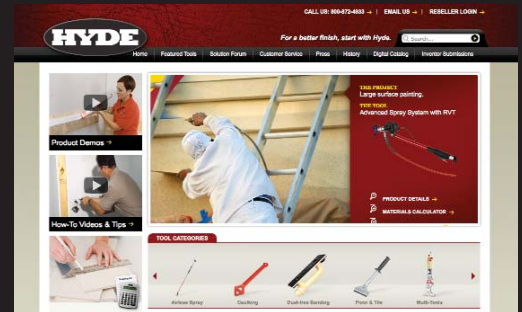 CALL US: 800-872-4933 → | EMAIL US → | RESELLER LOGIN →
HYDE
For a better finish, start with Hyde.
Search...
Home Featured Tools Solution Forum Customer Service Press History Digital Catalog Inventor Submissions
THE PROJECT
Large surface painting.
THE TOOL
Advanced Spray System with RVT
Product Demos →
PRODUCT DETAILS →
MATERIALS CALCULATOR →
How-To Videos & Tips →
TOOL CATEGORIES
Airless Spray Caulking Dust-free Sanding Floor & Tile Multi-Tools